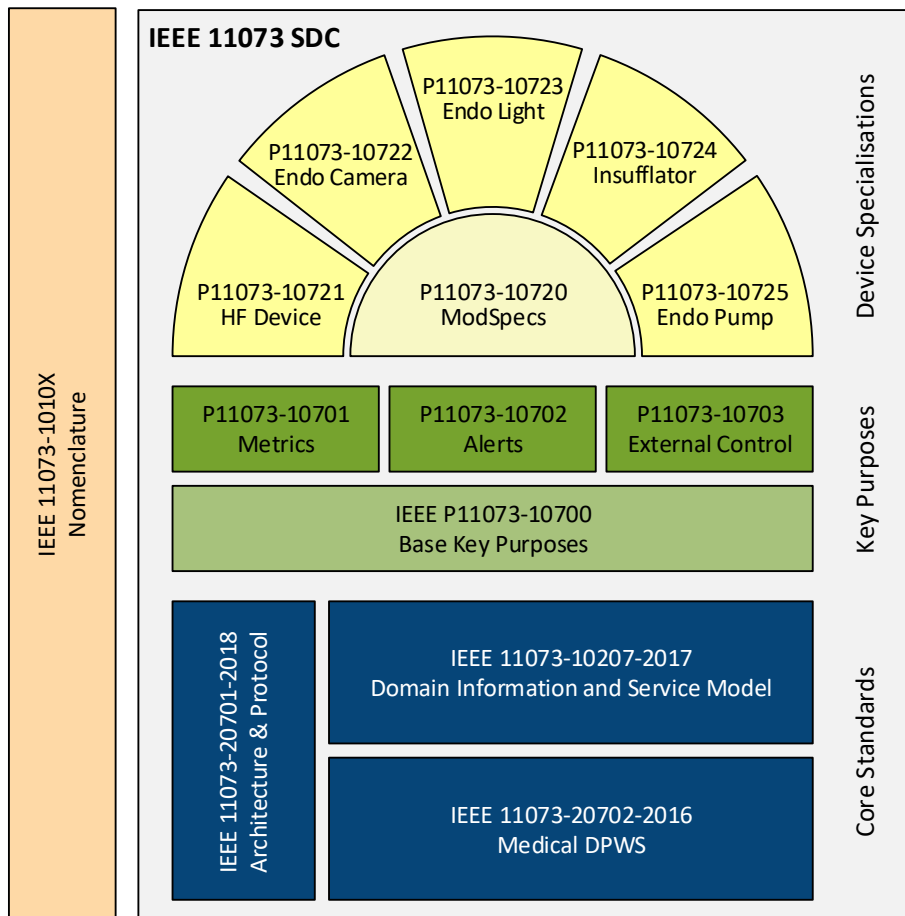 IEEE 11073 SDC
P11073-10723
Endo Light
P11073-10722
Endo Camera
P11073-10724
Insufflator
P11073-10721
HF Device
P11073-10720
ModSpecs
P11073-10725
Endo Pump
Device Specialisations
IEEE 11073-1010X
Nomenclature
P11073-10701
Metrics
P11073-10702
Alerts
P11073-10703
External Control
IEEE P11073-10700
Base Key Purposes
Key Purposes
IEEE 11073-20701-2018
Architecture & Protocol
IEEE 11073-10207-2017
Domain Information and Service Model
IEEE 11073-20702-2016
Medical DPWS
Core Standards